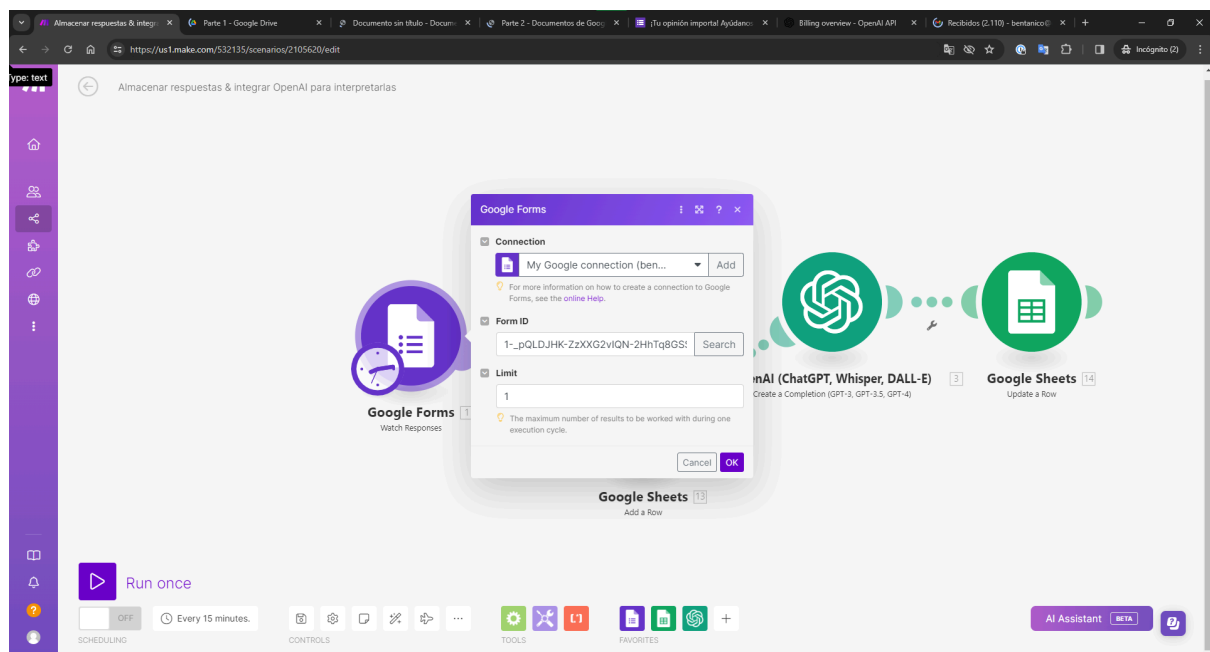 Almacenar respuestas & integr
Parte 1 - Google Drive
Documento sin título - Docume
Parte 2 - Documentos de Goog
¡Tu opinión importa! Ayúdano
Billing overview - OpenAI API
Recibidos (2.110) - bentanico@
https://us1.make.com/532135/scenarios/2105620/edit
Incógnito (2)
ype: text
Almacenar respuestas & integrar OpenAI para interpretarlas
Google Forms
Connection
My Google connection (ben...
Add
For more information on how to create a connection to Google
Forms, see the online Help.
Form ID
1-_pQLDJHK-ZzXXG2vIQN-2HhTq8GS
Search
Limit
1
The maximum number of results to be worked with during one
execution cycle.
Cancel
OK
Google Forms 1
Watch Responses
nAI (ChatGPT, Whisper, DALL-E) 3
Create a Completion (GPT-3, GPT-3.5, GPT-4)
Google Sheets 14
Update a Row
Google Sheets 13
Add a Row
Run once
OFF
Every 15 minutes.
SCHEDULING
CONTROLS
TOOLS
FAVORITES
AI Assistant BETA